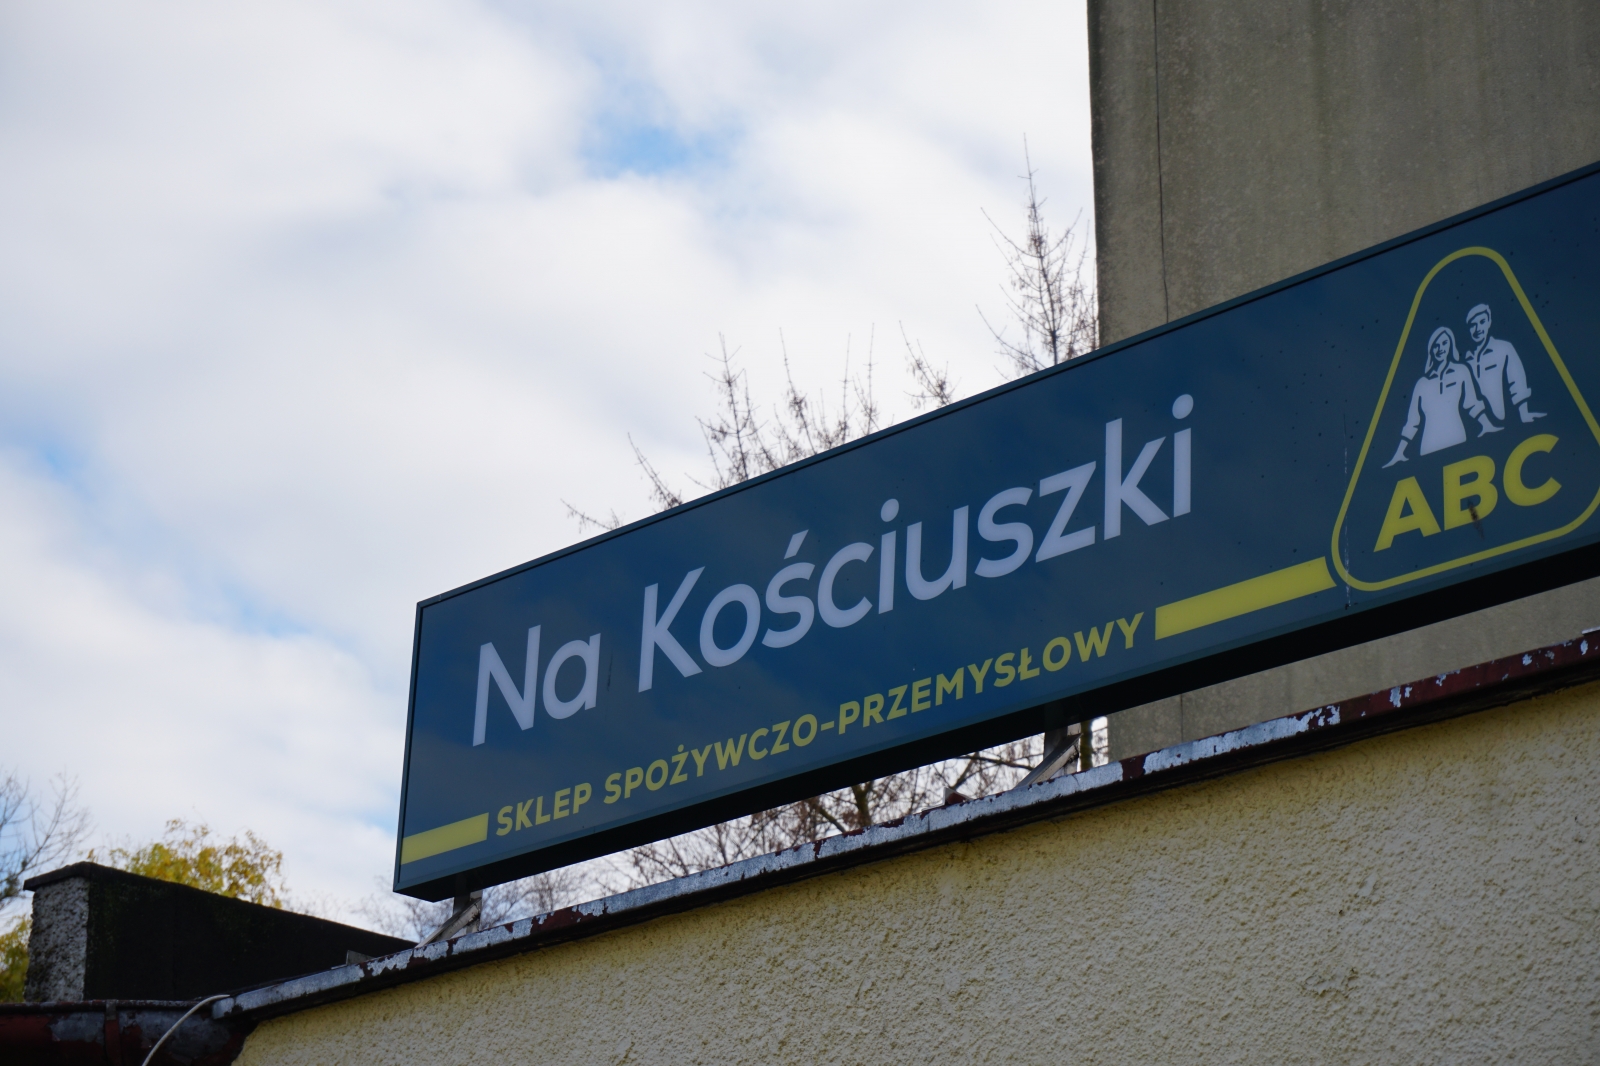 Na Kościuszki
SKLEP SPOŻYWCZO-PRZEMYSŁOWY
ABC